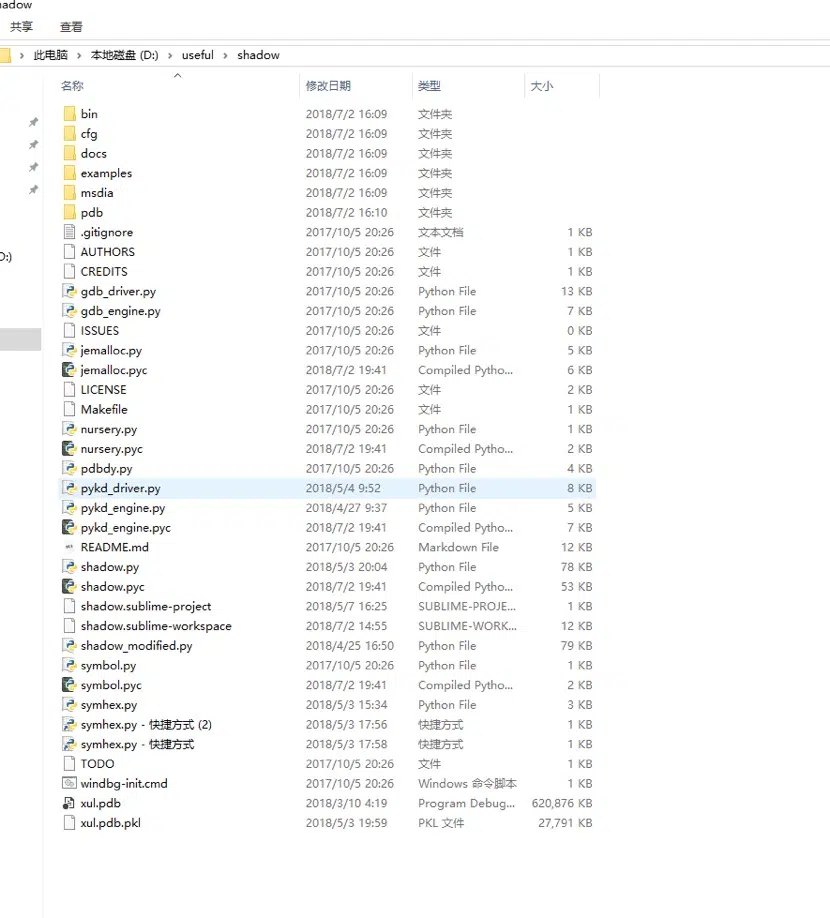 hadow
共享 查看
此电脑 › 本地磁盘 (D:) › useful › shadow
名称 修改日期 类型 大小
bin 2018/7/2 16:09 文件夹
cfg 2018/7/2 16:09 文件夹
docs 2018/7/2 16:09 文件夹
examples 2018/7/2 16:09 文件夹
msdia 2018/7/2 16:09 文件夹
pdb 2018/7/2 16:10 文件夹
.gitignore 2017/10/5 20:26 文本文档 1 KB
AUTHORS 2017/10/5 20:26 文件 1 KB
D:)
CREDITS 2017/10/5 20:26 文件 1 KB
gdb_driver.py 2017/10/5 20:26 Python File 13 KB
gdb_engine.py 2017/10/5 20:26 Python File 7 KB
ISSUES 2017/10/5 20:26 文件 0 KB
jemalloc.py 2017/10/5 20:26 Python File 5 KB
jemalloc.pyc 2018/7/2 19:41 Compiled Pytho... 6 KB
LICENSE 2017/10/5 20:26 文件 2 KB
Makefile 2017/10/5 20:26 文件 1 KB
nursery.py 2017/10/5 20:26 Python File 1 KB
nursery.pyc 2018/7/2 19:41 Compiled Pytho... 2 KB
pdbdy.py 2017/10/5 20:26 Python File 4 KB
pykd_driver.py 2018/5/4 9:52 Python File 8 KB
pykd_engine.py 2018/4/27 9:37 Python File 5 KB
pykd_engine.pyc 2018/7/2 19:41 Compiled Pytho... 7 KB
README.md 2017/10/5 20:26 Markdown File 12 KB
shadow.py 2018/5/3 20:04 Python File 78 KB
shadow.pyc 2018/7/2 19:41 Compiled Pytho... 53 KB
shadow.sublime-project 2018/5/7 16:25 SUBLIME-PROJE... 1 KB
shadow.sublime-workspace 2018/7/2 14:55 SUBLIME-WORK... 12 KB
shadow_modified.py 2018/4/25 16:50 Python File 79 KB
symbol.py 2017/10/5 20:26 Python File 1 KB
symbol.pyc 2018/7/2 19:41 Compiled Pytho... 2 KB
symhex.py 2018/5/3 15:34 Python File 3 KB
symhex.py - 快捷方式 (2) 2018/5/3 17:56 快捷方式 1 KB
symhex.py - 快捷方式 2018/5/3 17:58 快捷方式 1 KB
TODO 2017/10/5 20:26 文件 1 KB
windbg-init.cmd 2017/10/5 20:26 Windows 命令脚本 1 KB
xul.pdb 2018/3/10 4:19 Program Debug... 620,876 KB
xul.pdb.pkl 2018/5/3 19:59 PKL 文件 27,791 KB